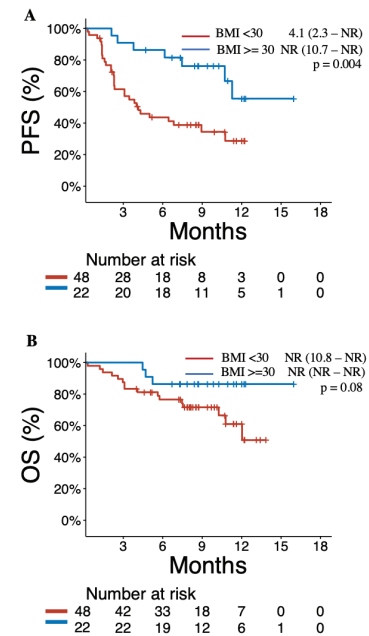 A
BMI <30 4.1 (2.3 – NR)
BMI >= 30 NR (10.7 – NR)
p = 0.004
PFS (%)
100%
80%
60%
40%
20%
0%
3 6 9 12 15 18
Months
Number at risk
48 28 18 8 3 0 0
22 20 18 11 5 1 0
B
BMI <30 NR (10.8 – NR)
BMI >=30 NR (NR – NR)
p = 0.08
OS (%)
100%
80%
60%
40%
20%
0%
3 6 9 12 15 18
Months
Number at risk
48 42 33 18 7 0 0
22 22 19 12 6 1 0